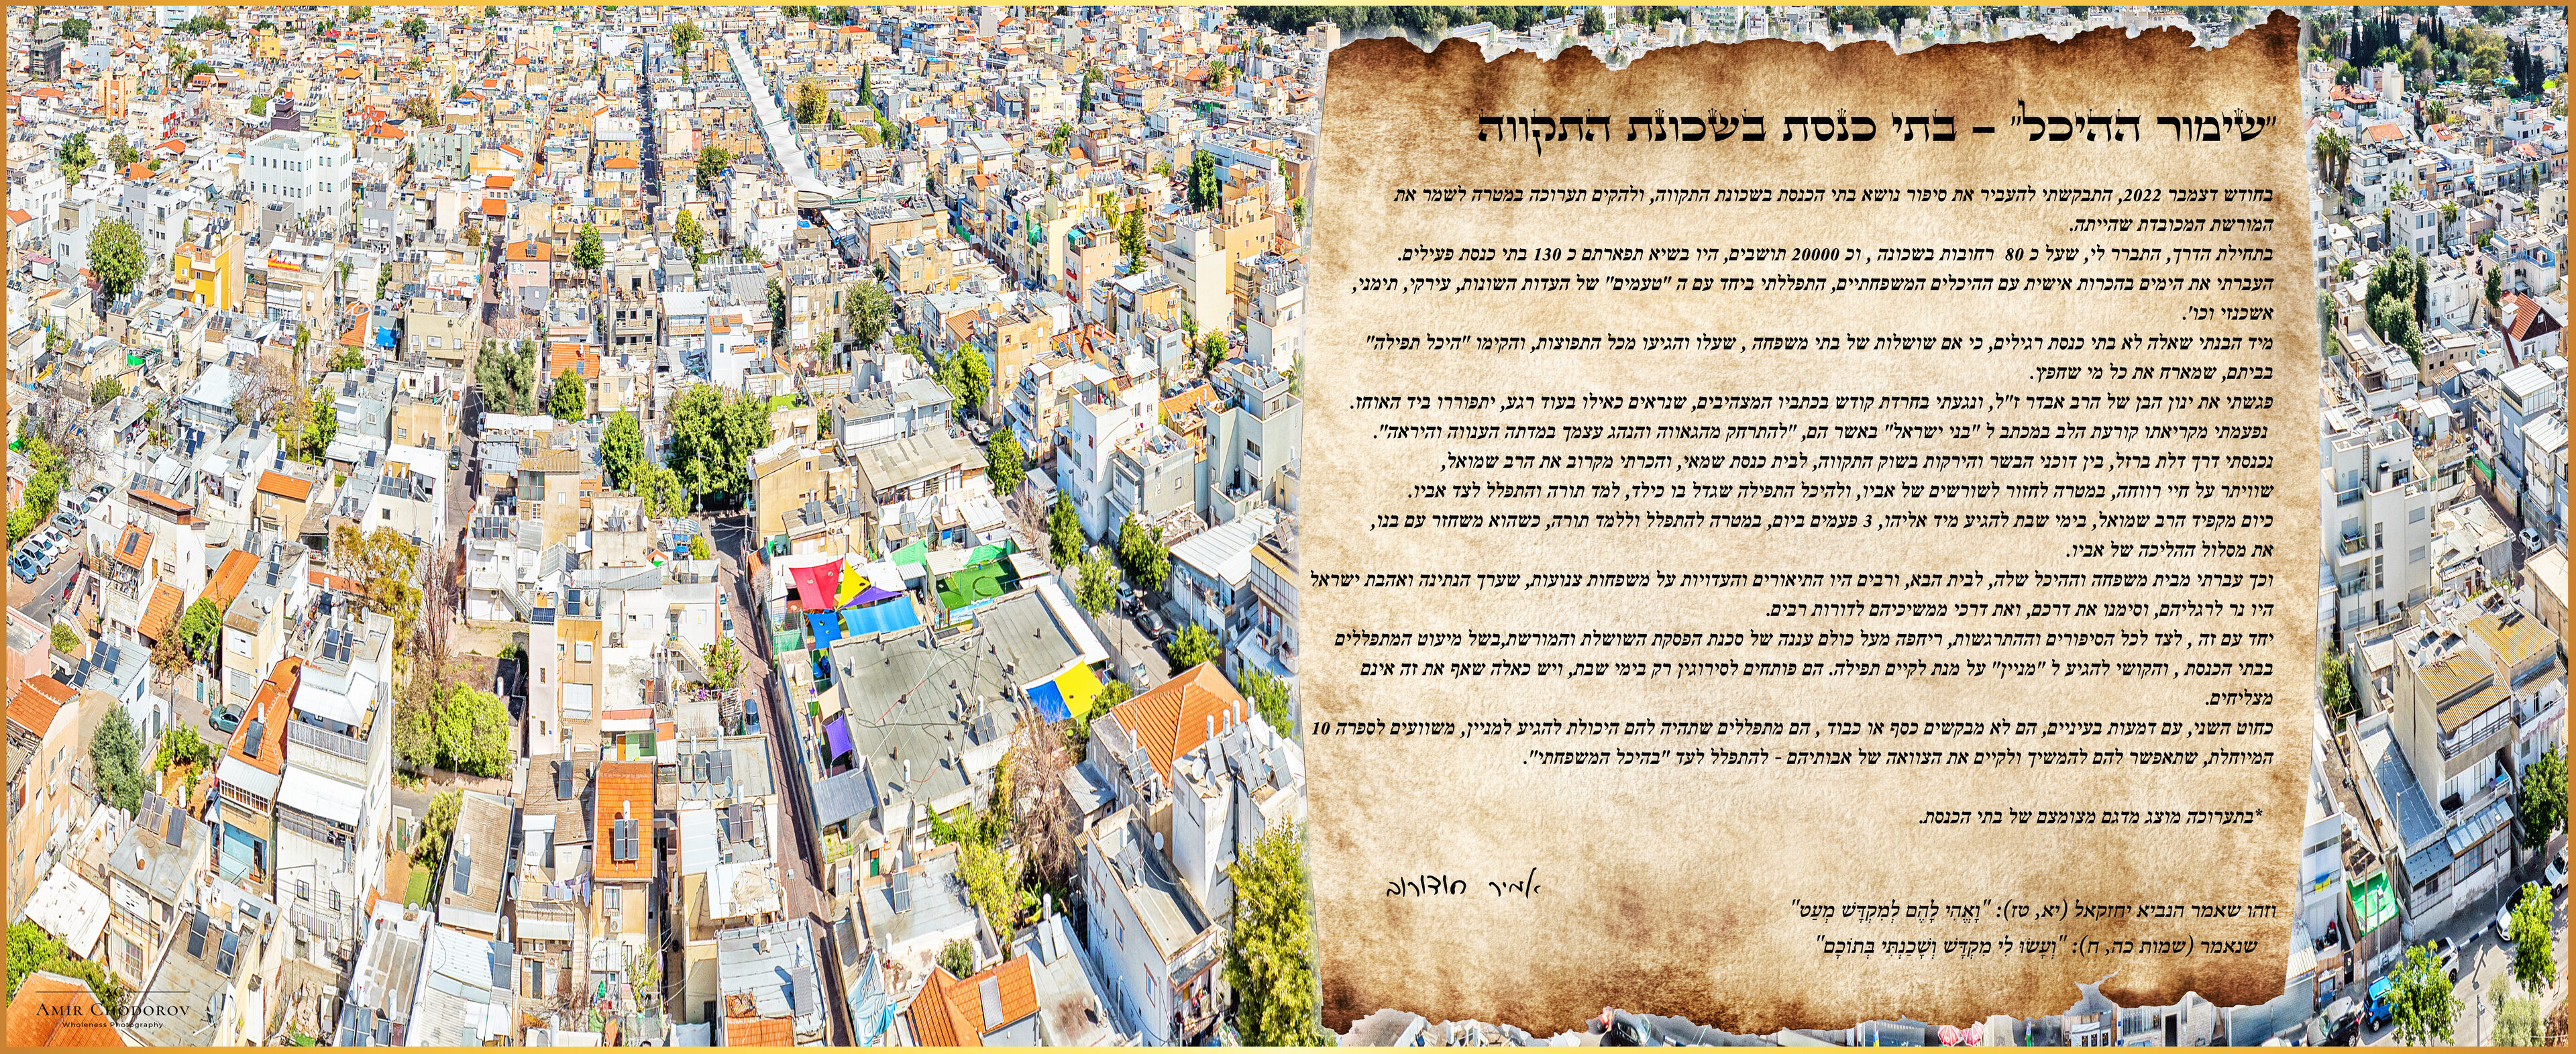 "שימור ההיכל" – בתי כנסת בשכונת התקווה
בחודש דצמבר 2022, התבקשתי להעביר את סיפור נושא בתי הכנסת בשכונת התקווה, ולהקים תערוכה במטרה לשמר את
המורשת המכובדת שהייתה.
בתחילת הדרך, התברר לי, שעל כ 80 רחובות בשכונה , וכ 20000 תושבים, היו בשיא תפארתם כ 130 בתי כנסת פעילים.
העברתי את הימים בהכרות אישית עם ההיכלים המשפחתיים, התפללתי ביחד עם ה "טעמים" של העדות השונות, עירקי, תימני,
אשכנזי וכו'.
מיד הבנתי שאלה לא בתי כנסת רגילים, כי אם שושלות של בתי משפחה , שעלו והגיעו מכל התפוצות, והקימו "היכל תפילה"
בביתם, שמארח את כל מי שחפץ.
פגשתי את ינון הבן של הרב אבדר ז"ל, ונגעתי בחרדת קודש בכתביו המצהיבים, שנראים כאילו בעוד רגע, יתפוררו ביד האוחז.
נפעמתי מקריאתו קורעת הלב במכתב ל "בני ישראל" באשר הם, "להתרחק מהגאווה והנהג עצמך במדתה הענווה והיראה".
נכנסתי דרך דלת ברזל, בין דוכני הבשר והירקות בשוק התקווה, לבית כנסת שמאי, והכרתי מקרוב את הרב שמואל,
שוויתר על חיי רווחה, במטרה לחזור לשורשים של אביו, ולהיכל התפילה שגדל בו כילד, למד תורה והתפלל לצד אביו.
כיום מקפיד הרב שמואל, בימי שבת להגיע מיד אליהו, 3 פעמים ביום, במטרה להתפלל וללמד תורה, כשהוא משחזר עם בנו,
את מסלול ההליכה של אביו.
וכך עברתי מבית משפחה וההיכל שלה, לבית הבא, ורבים היו התיאורים והעדויות על משפחות צנועות, שערך הנתינה ואהבת ישראל
היו נר לרגליהם, וסימנו את דרכם, ואת דרכי ממשיכיהם לדורות רבים.
יחד עם זה , לצד לכל הסיפורים וההתרגשות, ריחפה מעל כולם עננה של סכנת הפסקת השושלת והמורשת,בשל מיעוט המתפללים
בבתי הכנסת , והקושי להגיע ל "מניין" על מנת לקיים תפילה. הם פותחים לסירוגין רק בימי שבת, ויש כאלה שאף את זה אינם
מצליחים.
כחוט השני, עם דמעות בעיניים, הם לא מבקשים כסף או כבוד , הם מתפללים שתהיה להם היכולת להגיע למניין, משוועים לספרה 10
המיוחלת, שתאפשר להם להמשיך ולקיים את הצוואה של אבותיהם - להתפלל לעד "בהיכל המשפחתי".
*בתערוכה מוצג מדגם מצומצם של בתי הכנסת.
אמיר חודורוב
וזהו שאמר הנביא יחזקאל (יא, טז): "וָאֱהִי לָהֶם לְמִקְדָּשׁ מְעַט"
שנאמר (שמות כה, ח): "וְעָשׂוּ לִי מִקְדָּשׁ וְשָׁכַנְתִּי בְּתוֹכָם"
AMIR CHODOROV
Wholeness Photography